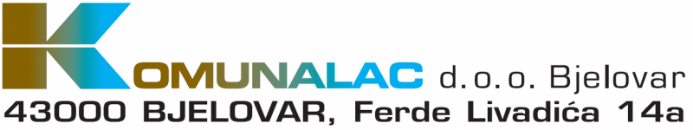 KOMUNALAC d.o.o. Bjelovar
43000 BJELOVAR, Ferde Livadića 14a